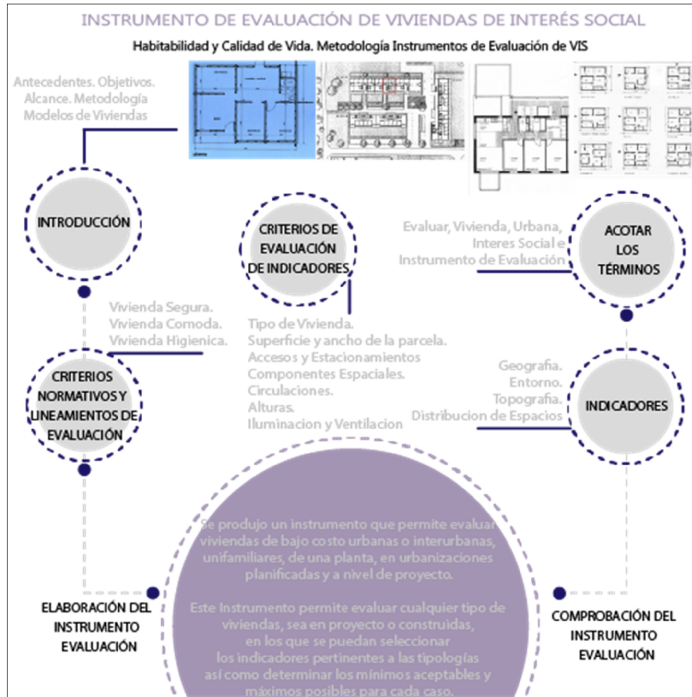 INSTRUMENTO DE EVALUACIÓN DE VIVIENDAS DE INTERÉS SOCIAL
Habitabilidad y Calidad de Vida. Metodología Instrumentos de Evaluación de VIS
Antecedentes. Objetivos.
Alcance. Metodología
Modelos de Viviendas
INTRODUCCIÓN
CRITERIOS DE
EVALUACIÓN
DE INDICADORES
Evaluar, Vivienda, Urbana,
Interes Social e
Instrumento de Evaluación
ACOTAR
LOS
TÉRMINOS
Vivienda Segura.
Vivienda Comoda.
Vivienda Higienica.
CRITERIOS
NORMATIVOS Y
LINEAMIENTOS DE
EVALUACIÓN
Tipo de Vivienda.
Superficie y ancho de la parcela.
Accesos y Estacionamientos
Componentes Espaciales.
Circulaciones.
Alturas.
Iluminacion y Ventilacion
Geografia.
Entorno.
Topografia.
Distribucion de Espacios
INDICADORES
Se produjo un instrumento que permite evaluar
viviendas de bajo costo urbanas o interurbanas,
unifamiliares, de una planta, en urbanizaciones
planificadas y a nivel de proyecto.
Este Instrumento permite evaluar cualquier tipo de
viviendas, sea en proyecto o construidas,
en los que se puedan seleccionar
los indicadores pertinentes a las tipologías
así como determinar los mínimos aceptables y
máximos posibles para cada caso.
ELABORACIÓN DEL
INSTRUMENTO
EVALUACIÓN
COMPROBACIÓN DEL
INSTRUMENTO
EVALUACIÓN